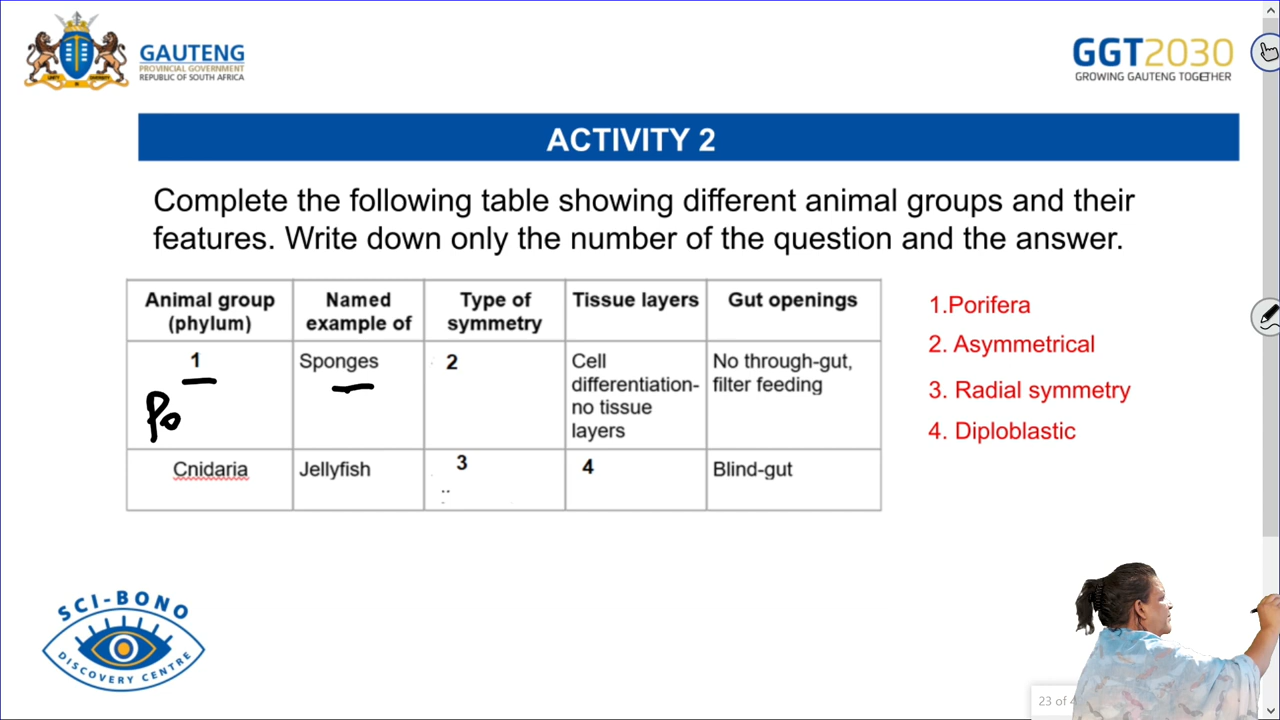 GAUTENG
PROVINCIAL GOVERNMENT
REPUBLIC OF SOUTH AFRICA
GGT2030
GROWING GAUTENG TOGETHER
ACTIVITY 2
Complete the following table showing different animal groups and their
features. Write down only the number of the question and the answer.
Animal group
(phylum)
Named
example of
Type of
symmetry
Tissue layers
Gut openings
1
Po
Sponges
2
Cell
differentiation-
no tissue
layers
No through-gut,
filter feeding
Cnidaria
Jellyfish
3
4
Blind-gut
1.Porifera
2. Asymmetrical
3. Radial symmetry
4. Diploblastic
SCI-BONO
DISCOVERY CENTRE
23 of 4